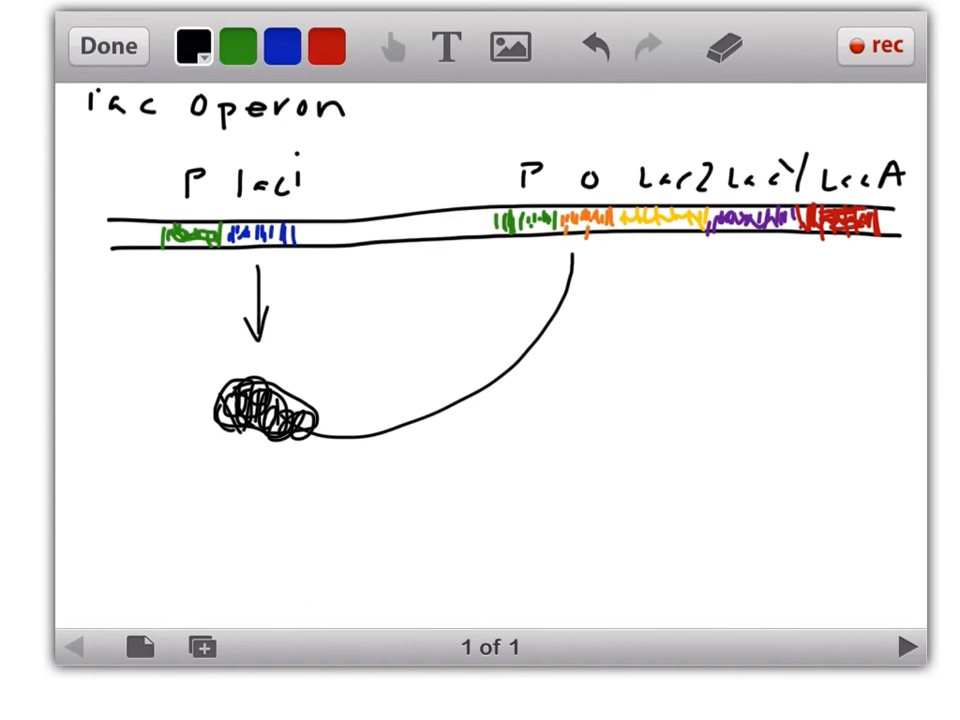 Done T rec
lac operon
P laci P o LacZ LacY LacA
1 of 1